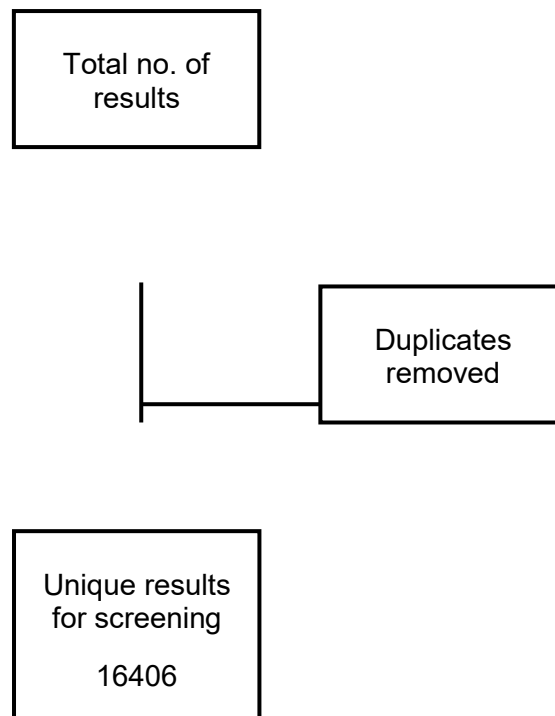 Total no. of
results
Duplicates
removed
Unique results
for screening
16406